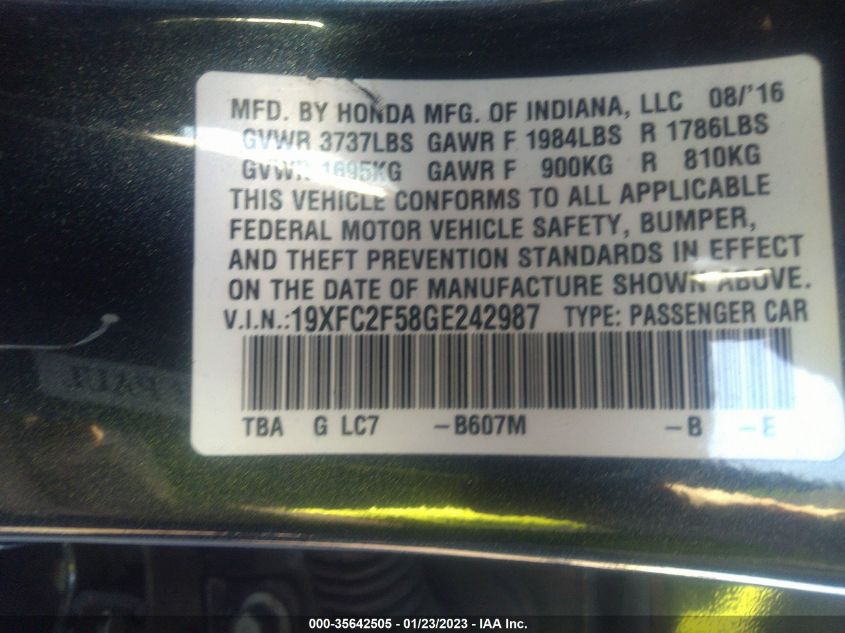 MFD. BY HONDA MFG. OF INDIANA, LLC 08/'16
GVWR 3737LBS GAWR F 1984LBS R 1786LBS
GVWR 1695KG GAWR F 900KG R 810KG
THIS VEHICLE CONFORMS TO ALL APPLICABLE
FEDERAL MOTOR VEHICLE SAFETY, BUMPER,
AND THEFT PREVENTION STANDARDS IN EFFECT
ON THE DATE OF MANUFACTURE SHOWN ABOVE.
V.I.N.:19XFC2F58GE242987 TYPE: PASSENGER CAR
TBA G LC7 -B607M -B -E
000-35642505 - 01/23/2023 - IAA Inc.